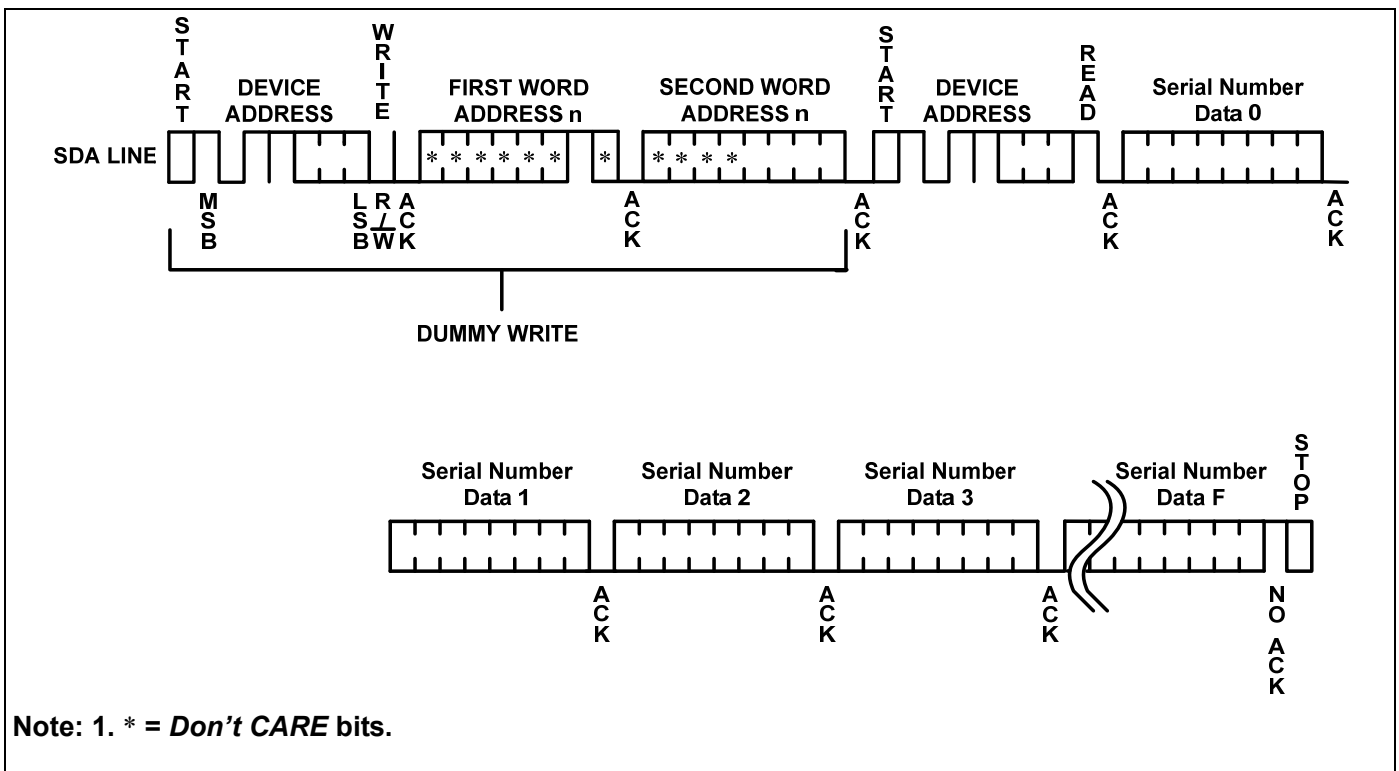 START
WRITE
START
READ
DEVICE
ADDRESS
FIRST WORD
ADDRESS n
SECOND WORD
ADDRESS n
DEVICE
ADDRESS
Serial Number
Data 0
SDA LINE
* * * * * * *
* * * *
MSB
LSB
R/W
ACK
ACK
ACK
ACK
ACK
DUMMY WRITE
Serial Number
Data 1
Serial Number
Data 2
Serial Number
Data 3
Serial Number
Data F
STOP
ACK
ACK
ACK
NO ACK
Note: 1. * = Don't CARE bits.